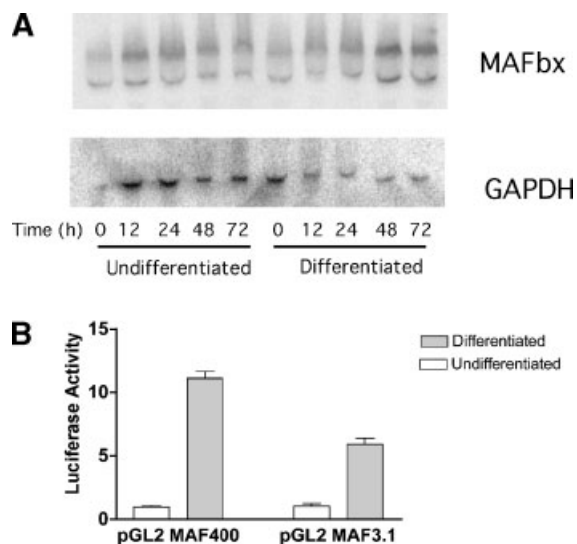 A
MAFbx
GAPDH
Time (h) 0 12 24 48 72 0 12 24 48 72
Undifferentiated Differentiated
B
Differentiated
Undifferentiated
Luciferase Activity
15
10
5
0
pGL2 MAF400 pGL2 MAF3.1